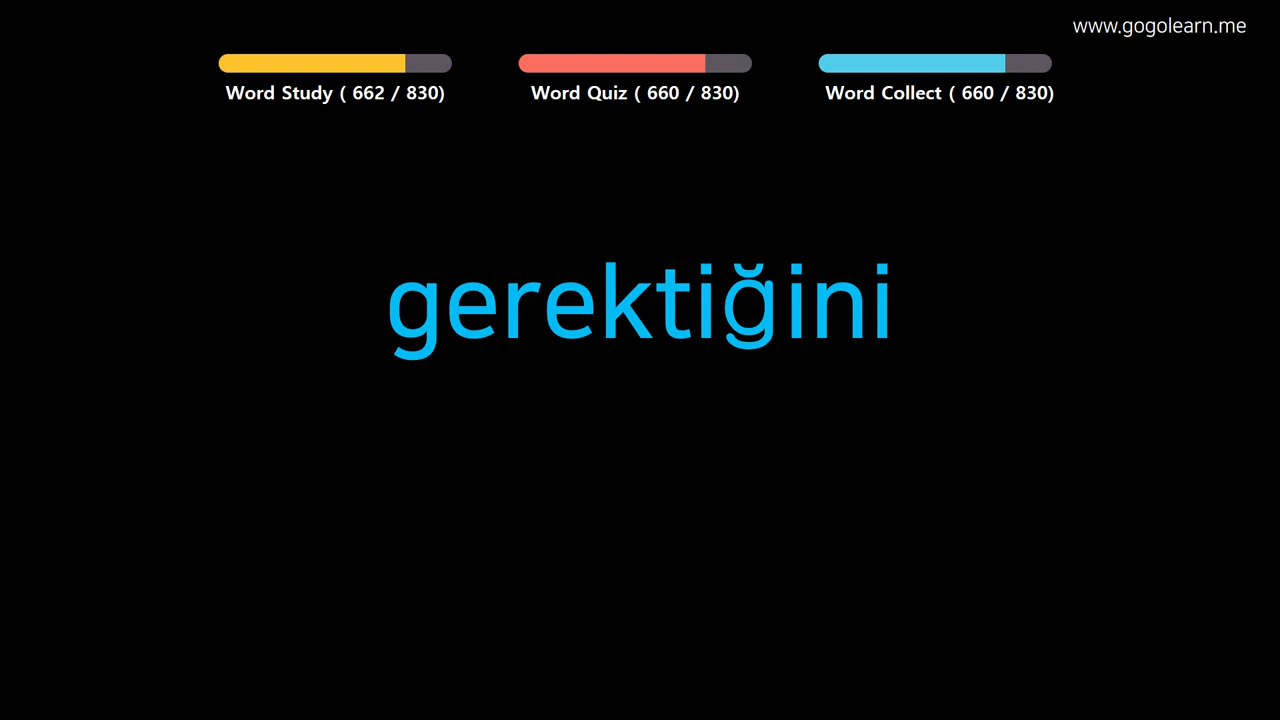 www.gogolearn.me
Word Study ( 662 / 830)
Word Quiz ( 660 / 830)
Word Collect ( 660 / 830)
gerektiğini